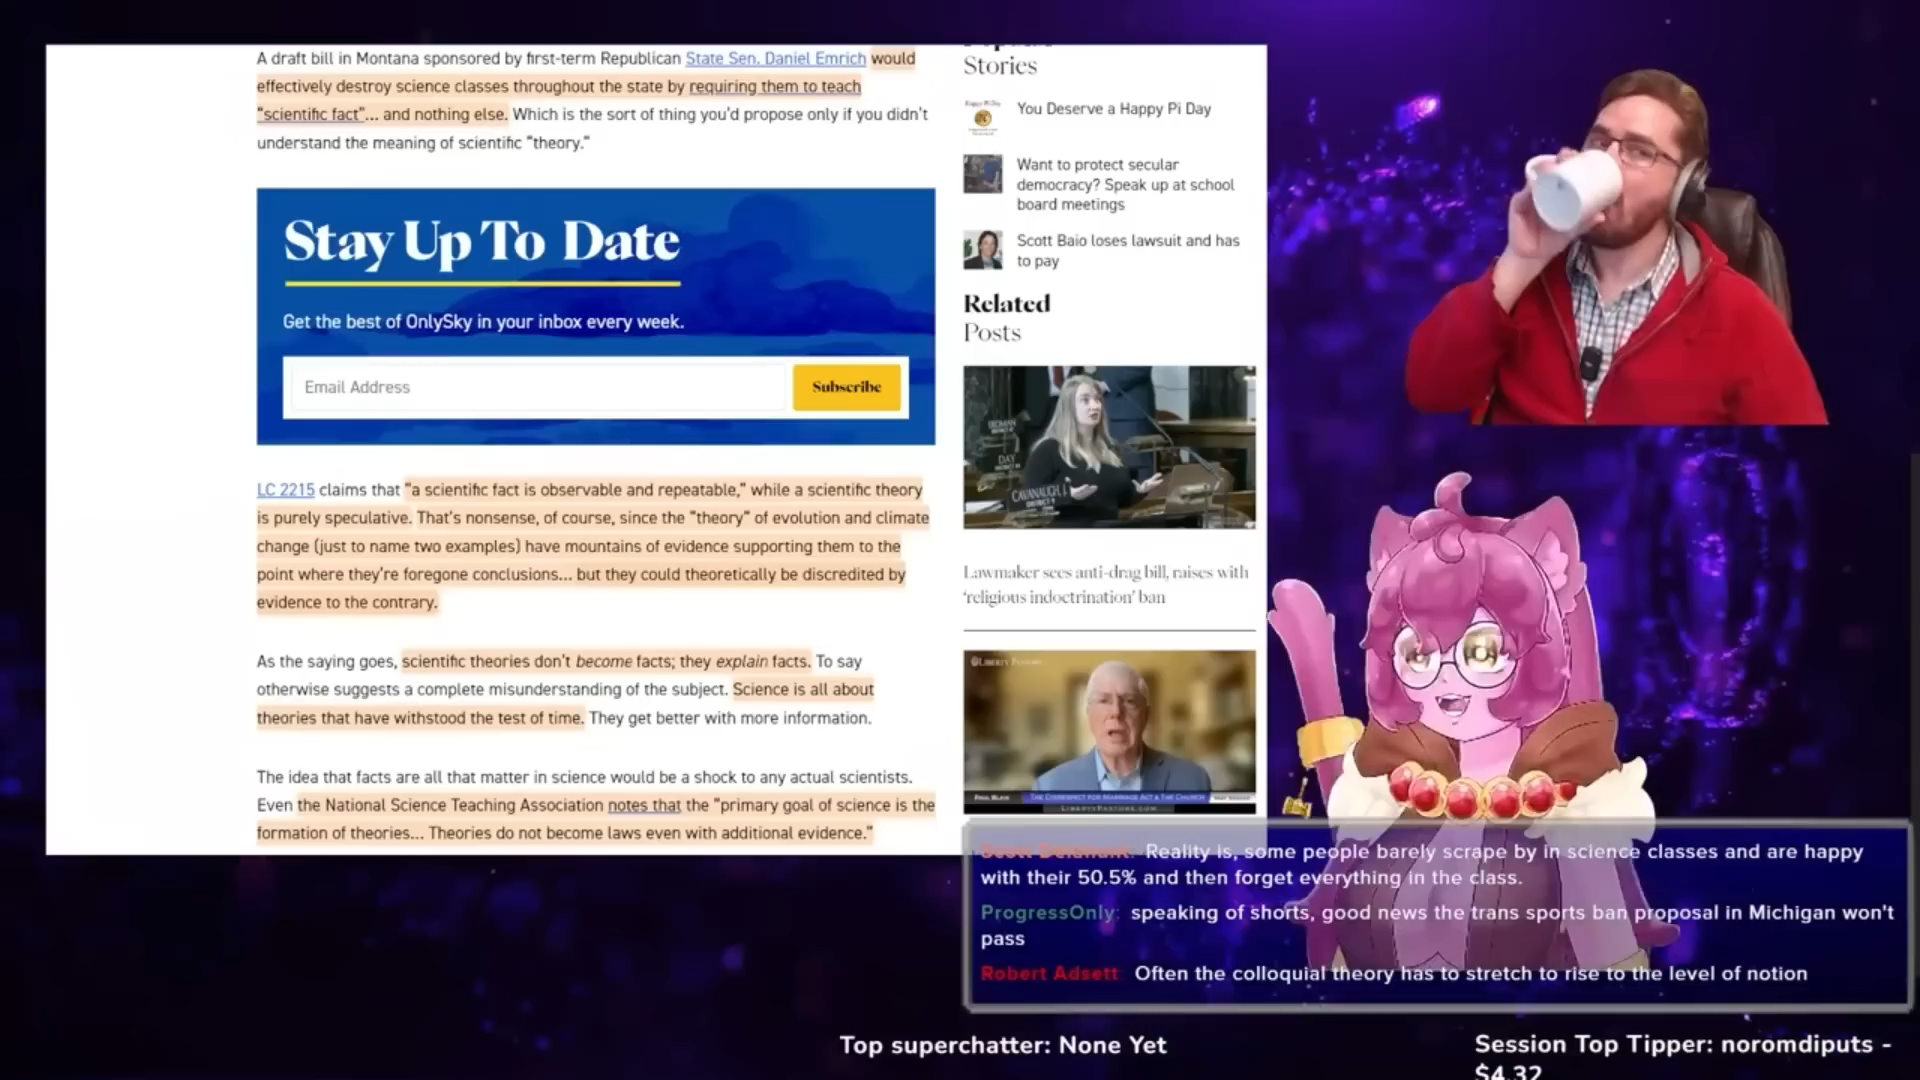 A draft bill in Montana sponsored by first-term Republican State Sen. Daniel Emrich would
effectively destroy science classes throughout the state by requiring them to teach
“scientific fact”... and nothing else. Which is the sort of thing you’d propose only if you didn’t
understand the meaning of scientific “theory.”
Stay Up To Date
Get the best of OnlySky in your inbox every week.
Email Address
Subscribe
LC 2215 claims that “a scientific fact is observable and repeatable,” while a scientific theory
is purely speculative. That’s nonsense, of course, since the “theory” of evolution and climate
change (just to name two examples) have mountains of evidence supporting them to the
point where they’re foregone conclusions... but they could theoretically be discredited by
evidence to the contrary.
As the saying goes, scientific theories don’t become facts; they explain facts. To say
otherwise suggests a complete misunderstanding of the subject. Science is all about
theories that have withstood the test of time. They get better with more information.
The idea that facts are all that matter in science would be a shock to any actual scientists.
Even the National Science Teaching Association notes that the “primary goal of science is the
formation of theories... Theories do not become laws even with additional evidence.”
Stories
You Deserve a Happy Pi Day
Want to protect secular
democracy? Speak up at school
board meetings
Scott Baio loses lawsuit and has
to pay
Related
Posts
DAY
CAVANAUGH, J.
Lawmaker sees anti-drag bill, raises with
‘religious indoctrination’ ban
THE DISRESPECT FOR MARRIAGE ACT & THE CHURCH
LIBERTYPASTORS.COM
Reality is, some people barely scrape by in science classes and are happy
with their 50.5% and then forget everything in the class.
ProgressOnly: speaking of shorts, good news the trans sports ban proposal in Michigan won't
pass
Robert Adsett: Often the colloquial theory has to stretch to rise to the level of notion
Top superchatter: None Yet
Session Top Tipper: noromdiputs -
$4.32